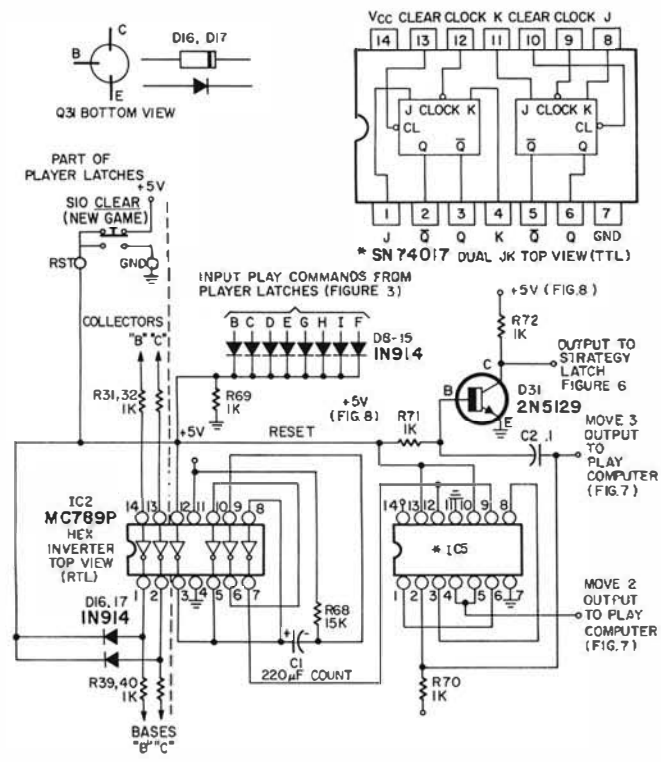 C
B
E
Q31 BOTTOM VIEW
D16, D17
VCC CLEAR CLOCK K CLEAR CLOCK J
14 13 12 11 10 9 8
J CLOCK K
J CLOCK K
CL
CL
Q Q̅
Q̅ Q
1 2 3 4 5 6 7
J Q̅ Q K Q̅ Q GND
* SN74017 DUAL JK TOP VIEW (TTL)
PART OF
PLAYER LATCHES
+5V
S10 CLEAR
(NEW GAME)
RST
GND
INPUT PLAY COMMANDS FROM
PLAYER LATCHES (FIGURE 3)
B C D E G H I F
D8-15
1N914
COLLECTORS
"B" "C"
R31,32
1K
R69
1K
+5V
RESET
+5V
(FIG.8)
R71
1K
+5V (FIG.8)
R72
1K
OUTPUT TO
STRATEGY
LATCH
FIGURE 6
C
B
E
D31
2N5129
C2 .1
MOVE 3
OUTPUT
TO
PLAY
COMPUTER
(FIG.7)
IC2
MC789P
HEX
INVERTER
TOP VIEW
(RTL)
14 13 1 12 11 10 9 8
1 2 3 4 5 6 7
14 13 12 11 10 9 8
* IC5
1 2 3 4 5 6 7
D16,17
1N914
R68
15K
+ -
C1
220µF COUNT
MOVE 2
OUTPUT
TO PLAY
COMPUTER
(FIG.7)
R39,40
1K
R70
1K
BASES
"B" "C"